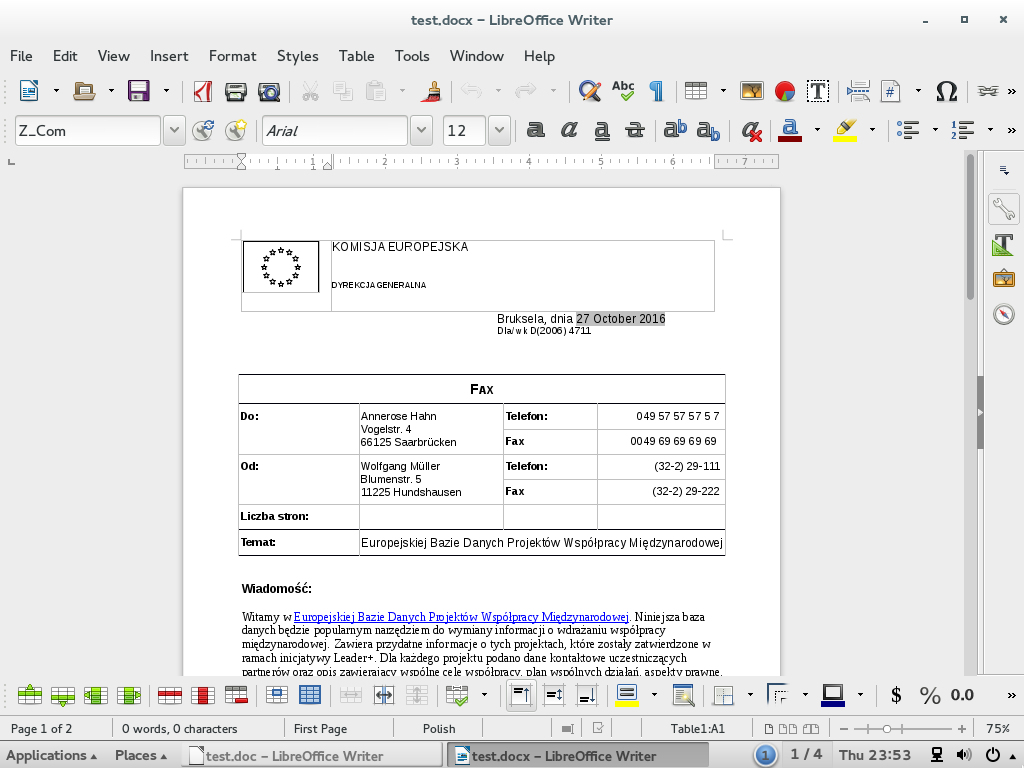 test.docx – LibreOffice Writer
File Edit View Insert Format Styles Table Tools Window Help
Z_Com Arial 12
1 1 2 3 4 5 6 7
KOMISJA EUROPEJSKA
DYREKCJA GENERALNA
Bruksela, dnia 27 October 2016
Dla/wk D(2006) 4711
FAX
Do: Annerose Hahn Telefon: 049 57 57 57 5 7
Vogelstr. 4
66125 Saarbrücken Fax 0049 69 69 69 69
Od: Wolfgang Müller Telefon: (32-2) 29-111
Blumenstr. 5
11225 Hundshausen Fax (32-2) 29-222
Liczba stron:
Temat: Europejskiej Bazie Danych Projektów Współpracy Międzynarodowej
Wiadomość:
Witamy w Europejskiej Bazie Danych Projektów Współpracy Międzynarodowej. Niniejsza baza
danych będzie popularnym narzędziem do wymiany informacji o wdrażaniu współpracy
międzynarodowej. Zawiera przydatne informacje o tych projektach, które zostały zatwierdzone w
ramach inicjatywy Leader+. Dla każdego projektu podano dane kontaktowe uczestniczących
partnerów oraz opis zawierający wspólne cele współpracy, plan wspólnych działań, aspekty prawne,
$ % 0.0
Page 1 of 2 0 words, 0 characters First Page Polish Table1:A1 75%
Applications Places test.doc – LibreOffice Writer test.docx – LibreOffice Writer 1 1 / 4 Thu 23:53